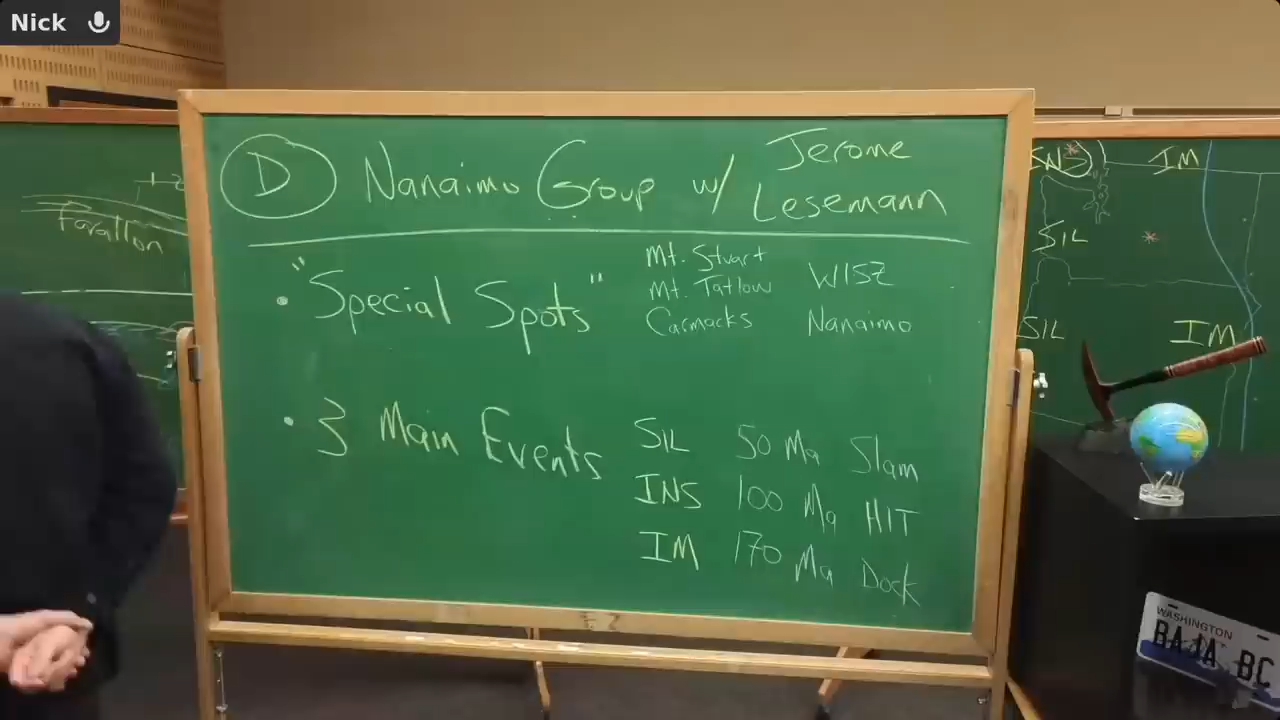 Nick
D Nanaimo Group w/ Jerome Lesemann
• "Special Spots"
Mt. Stuart
Mt. Tatlow WISZ
Carmacks Nanaimo
• 3 Main Events
SIL 50 Ma Slam
INS 100 Ma HIT
IM 170 Ma Dock
Farallon
IM
SIL
SIL IM
WASHINGTON
BAJA BC